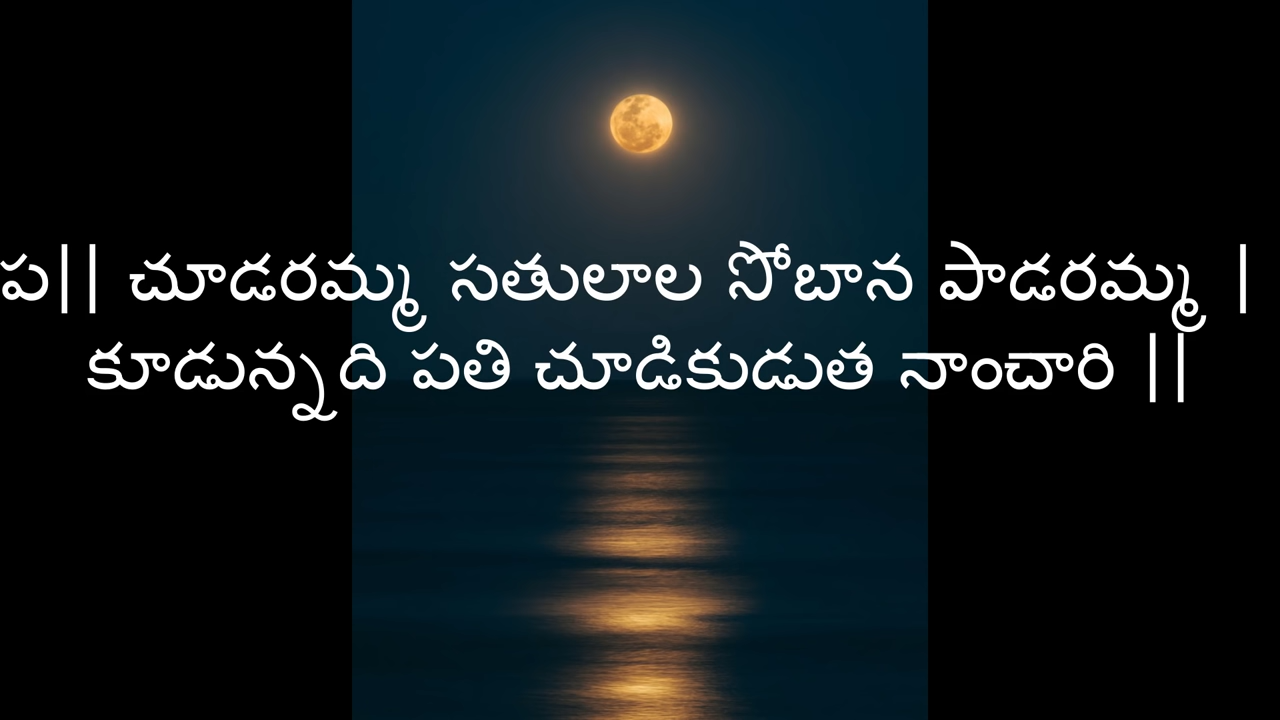 ప|| చూడరమ్మ సతులాల సోబాన పాడరమ్మ |
కూడున్నది పతి చూడికుడుత నాంచారి ||